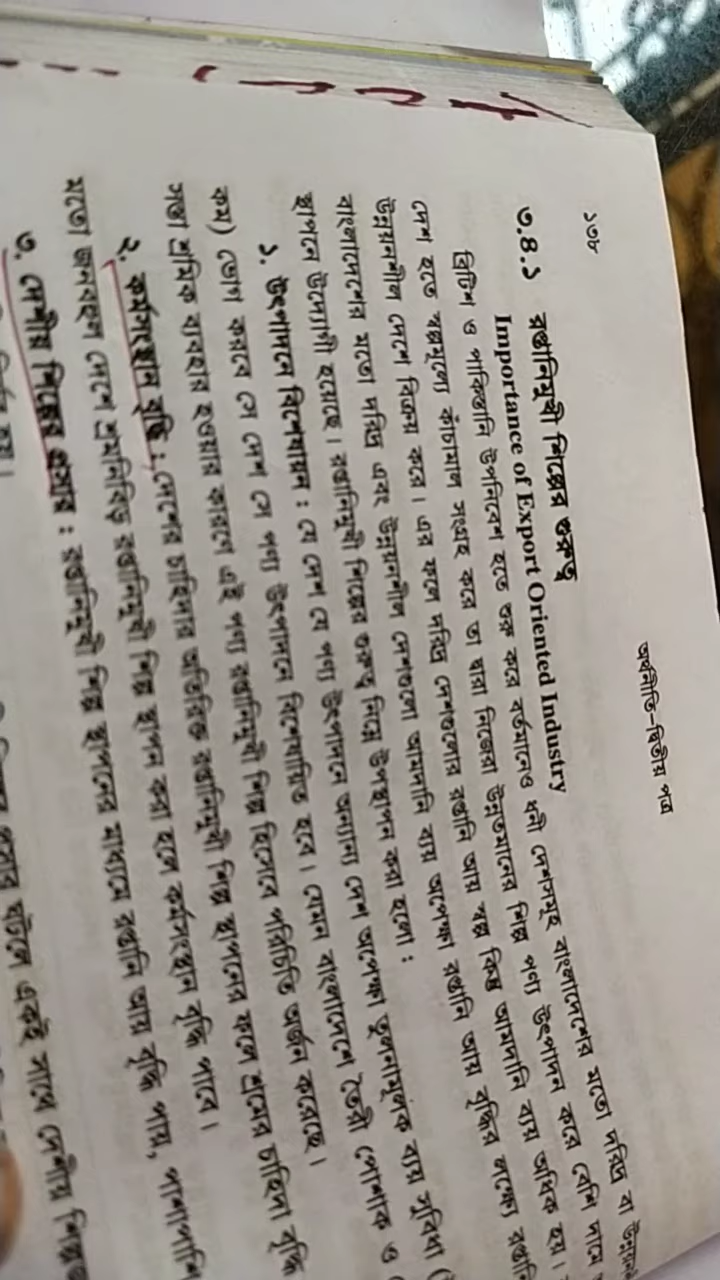 ১৩৮
অর্থনীতি–দ্বিতীয় পত্র
৩.৪.১ রপ্তানিমুখী শিল্পের গুরুত্ব
Importance of Export Oriented Industry
ব্রিটিশ ও পাকিস্তানি উপনিবেশ হতে শুরু করে বর্তমানেও ধনী দেশসমূহ বাংলাদেশের মতো দরিদ্র বা
দেশ হতে স্বল্পমূল্যে কাঁচামাল সংগ্রহ করে তা দ্বারা নিজেরা উন্নতমানের শিল্প পণ্য উৎপাদন করে বেশি দামে
উন্নয়নশীল দেশে বিক্রয় করে। এর ফলে দরিদ্র দেশগুলোর রপ্তানি আয় স্বল্প কিন্তু আমদানি ব্যয় অধিক হয়।
বাংলাদেশের মতো দরিদ্র এবং উন্নয়নশীল দেশগুলো আমদানি ব্যয় অপেক্ষা রপ্তানি আয় বৃদ্ধির লক্ষ্যে
স্থাপনে উদ্যোগী হয়েছে। রপ্তানিমুখী শিল্পের গুরুত্ব নিম্নে উপস্থাপন করা হলো :
১. উৎপাদনে বিশেষায়ন : যে দেশ যে পণ্য উৎপাদনে অন্যান্য দেশ অপেক্ষা তুলনামূলক ব্যয় সুবিধা
কম) ভোগ করবে সে দেশ সে পণ্য উৎপাদনে বিশেষায়িত হবে। যেমন বাংলাদেশে তৈরী পোশাক ও
সস্তা শ্রমিক ব্যবহার হওয়ার কারণে এই পণ্য রপ্তানিমুখী শিল্প হিসেবে পরিচিতি অর্জন করেছে।
২. কর্মসংস্থান বৃদ্ধি : দেশের চাহিদার অতিরিক্ত রপ্তানিমুখী শিল্প স্থাপনের ফলে শ্রমের চাহিদা বৃদ্ধি
মতো জনবহুল দেশে শ্রমনিবিড় রপ্তানিমুখী শিল্প স্থাপন করা হলে কর্মসংস্থান বৃদ্ধি পাবে।
৩. দেশীয় শিল্পের প্রসার : রপ্তানিমুখী শিল্প স্থাপনের মাধ্যমে রপ্তানি আয় বৃদ্ধি পায়, পাশাপাশি
প্রসার ঘটলে একই সাথে দেশীয়